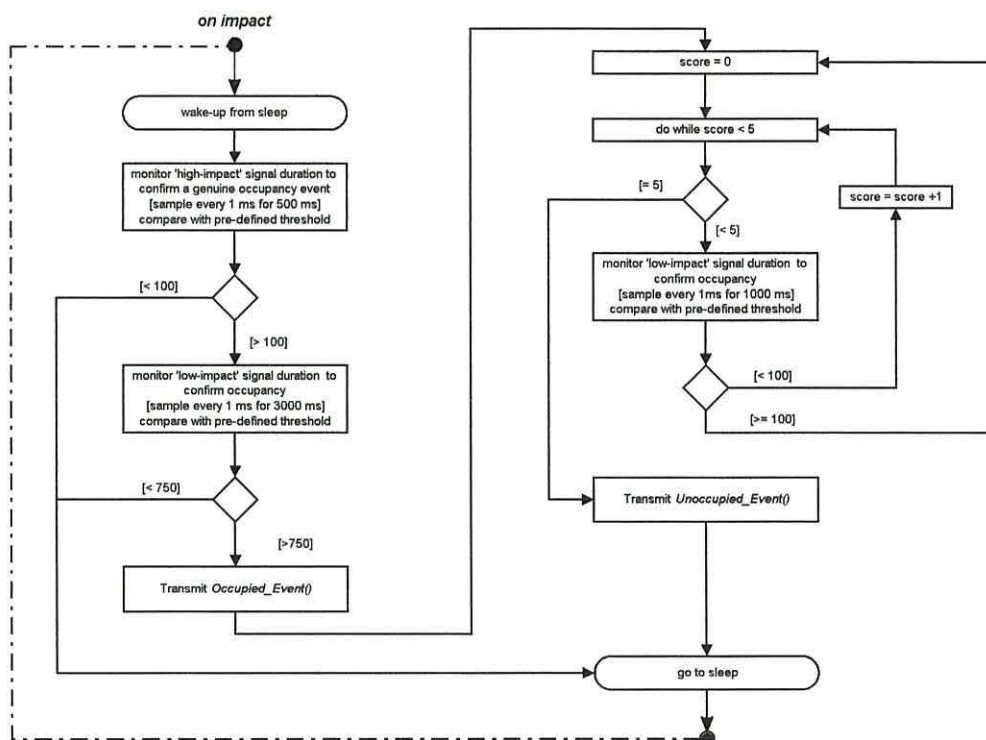 on impact
wake-up from sleep
monitor 'high-impact' signal duration to
confirm a genuine occupancy event
[sample every 1 ms for 500 ms]
compare with pre-defined threshold
[< 100]
[> 100]
monitor 'low-impact' signal duration to
confirm occupancy
[sample every 1 ms for 3000 ms]
compare with pre-defined threshold
[< 750]
[>750]
Transmit Occupied_Event()
score = 0
do while score < 5
[= 5]
[< 5]
score = score +1
monitor 'low-impact' signal duration to
confirm occupancy
[sample every 1ms for 1000 ms]
compare with pre-defined threshold
[< 100]
[>= 100]
Transmit Unoccupied_Event()
go to sleep